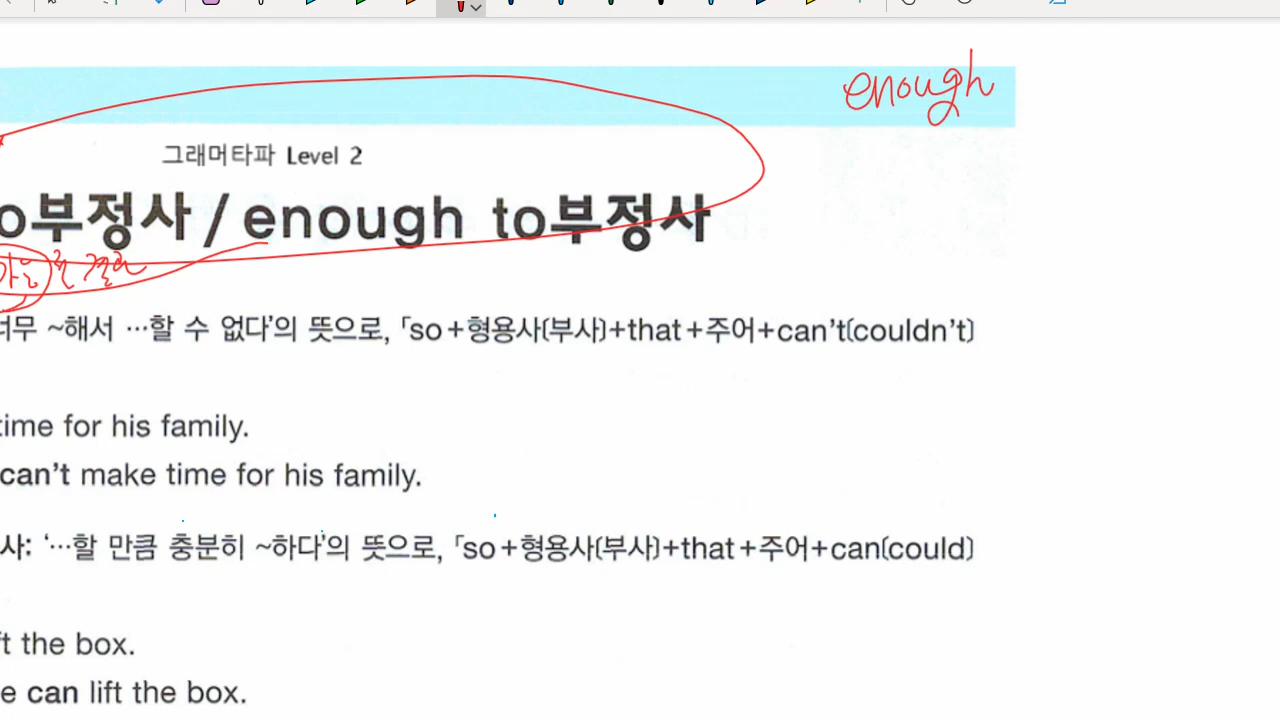 enough
그래머타파 Level 2
o부정사 / enough to부정사
너무 ~해서 …할 수 없다’의 뜻으로, 「so+형용사(부사)+that+주어+can’t(couldn’t)
time for his family.
can’t make time for his family.
사: ‘…할 만큼 충분히 ~하다’의 뜻으로, 「so+형용사(부사)+that+주어+can(could)
ft the box.
e can lift the box.